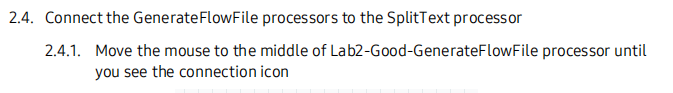 2.4. Connect the GenerateFlowFile processors to the SplitText processor
2.4.1. Move the mouse to the middle of Lab2-Good-GenerateFlowFile processor until
you see the connection icon